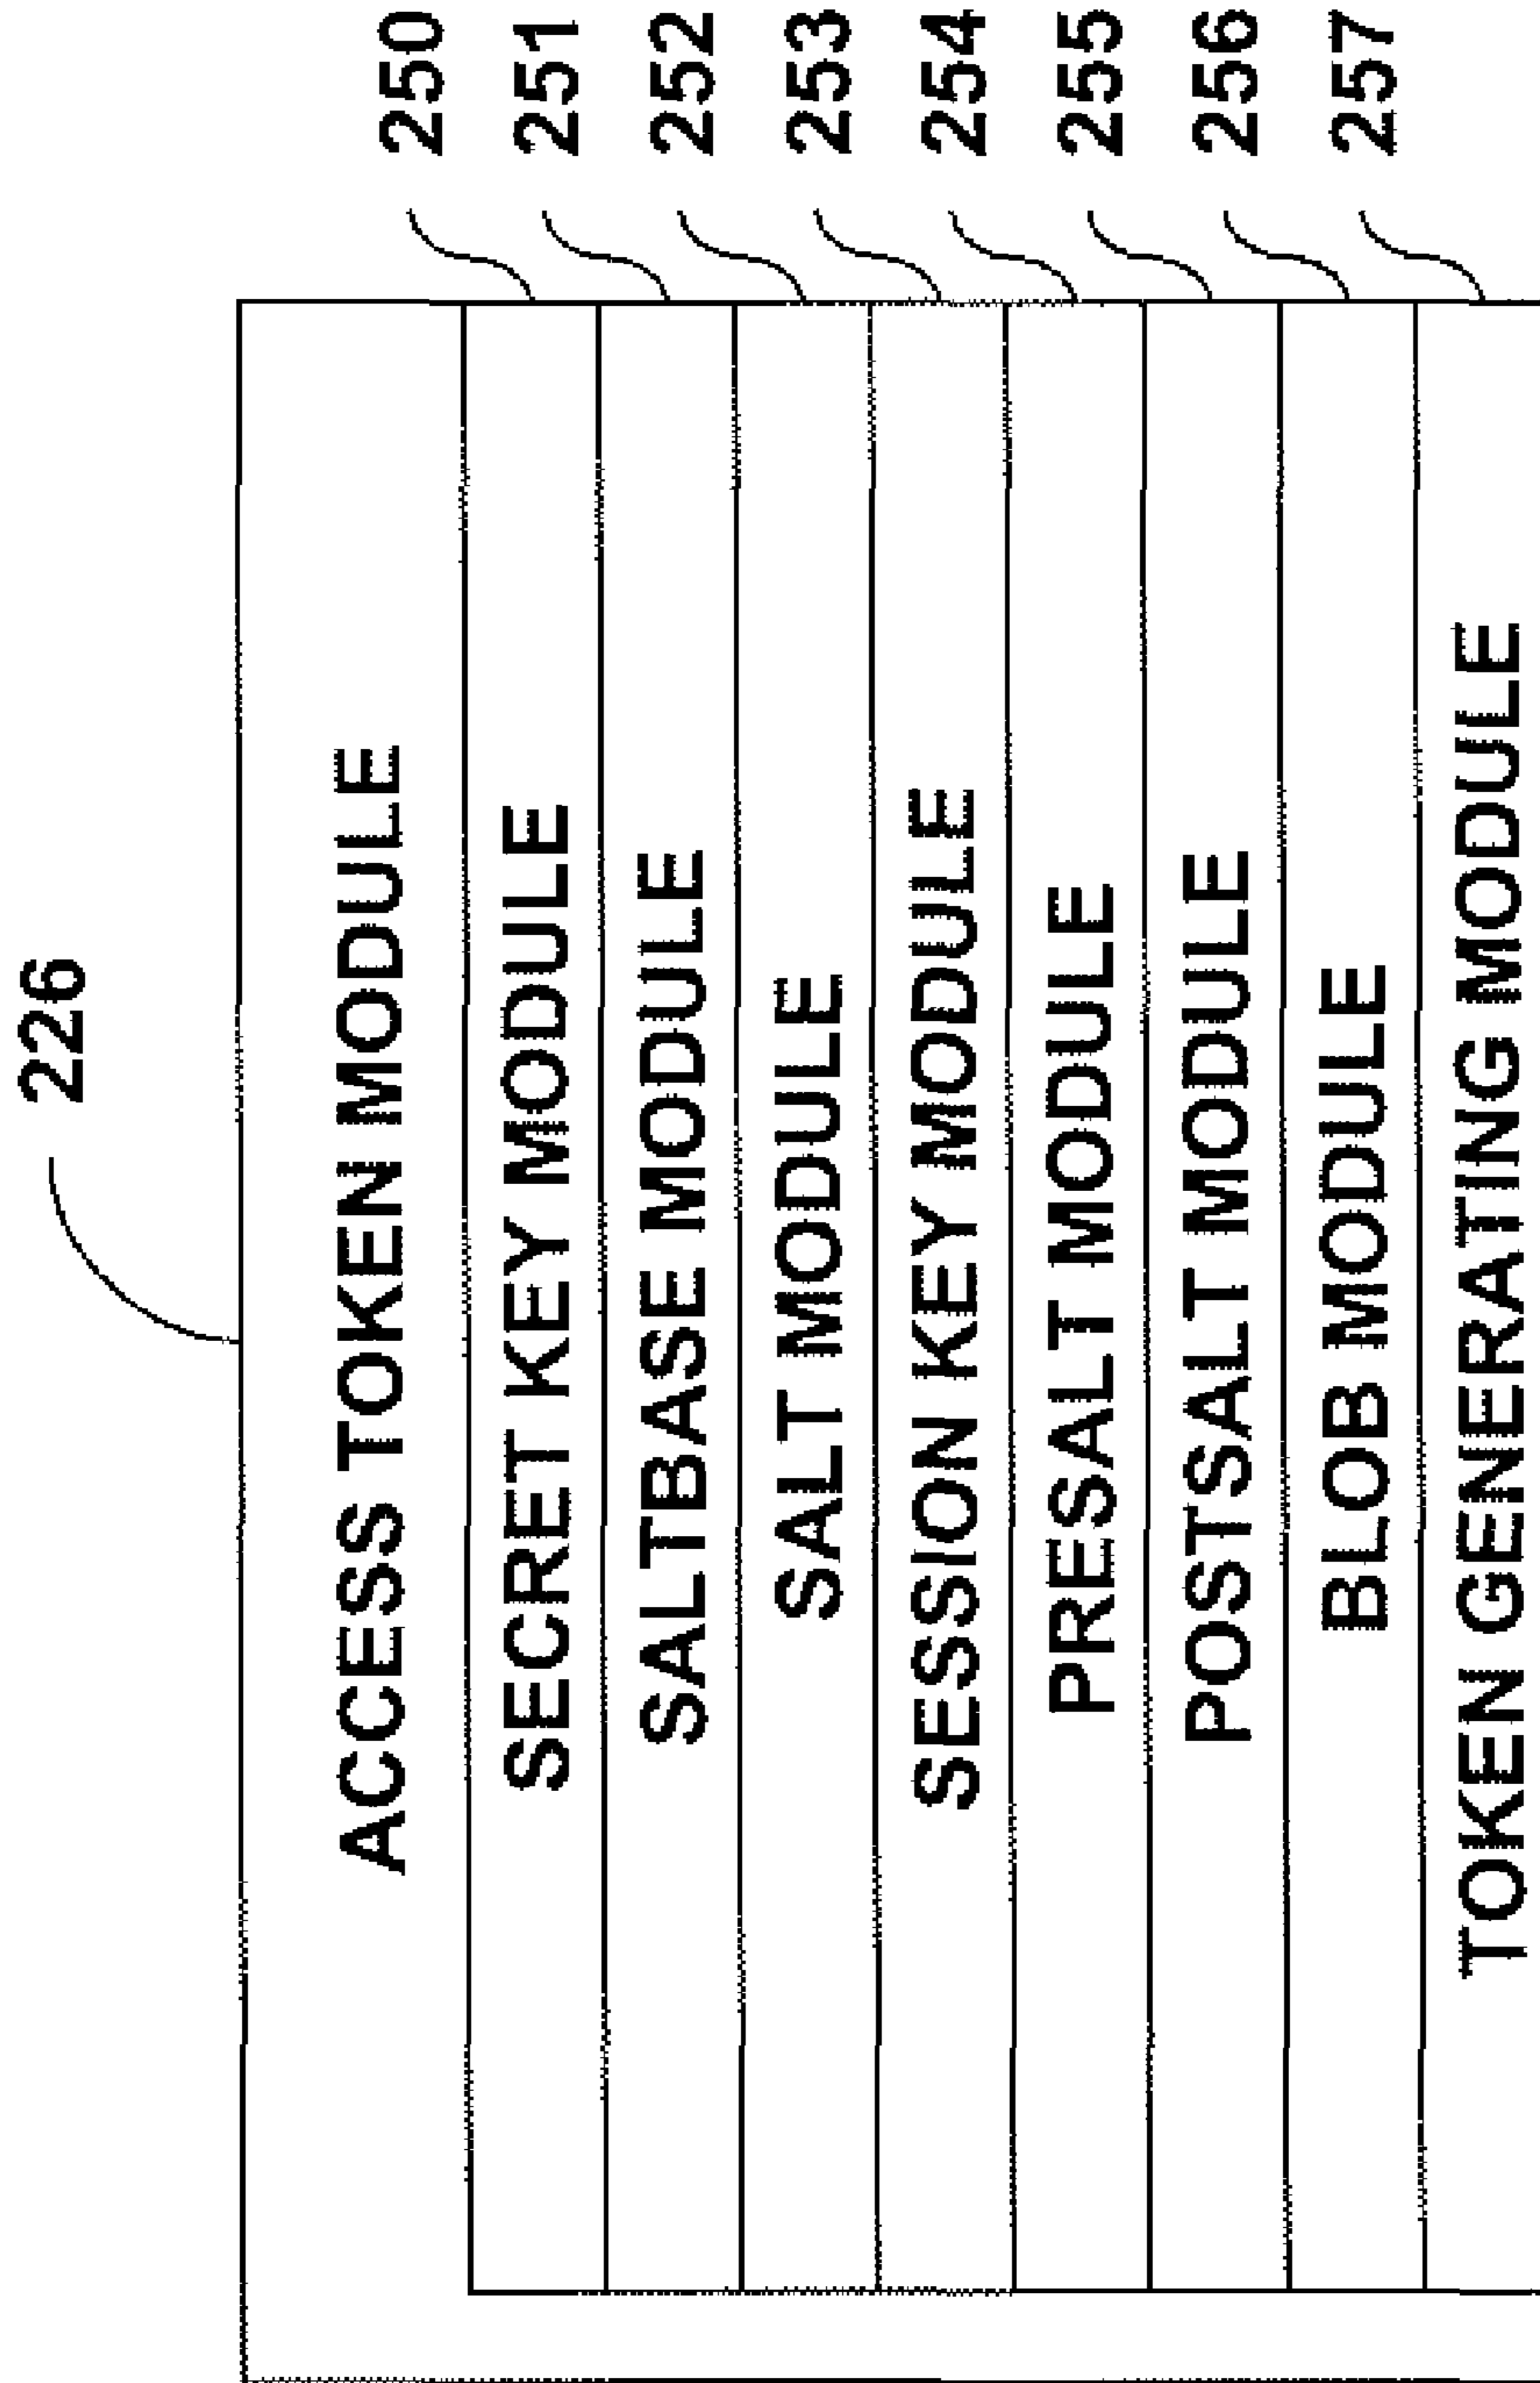 226
ACCESS TOKEN MODULE
SECRET KEY MODULE 250
SALTBASE MODULE 251
SALT MODULE 252
SESSION KEY MODULE 253
PRESALT MODULE 254
POSTSALT MODULE 255
BLOB MODULE 256
TOKEN GENERATING MODULE 257